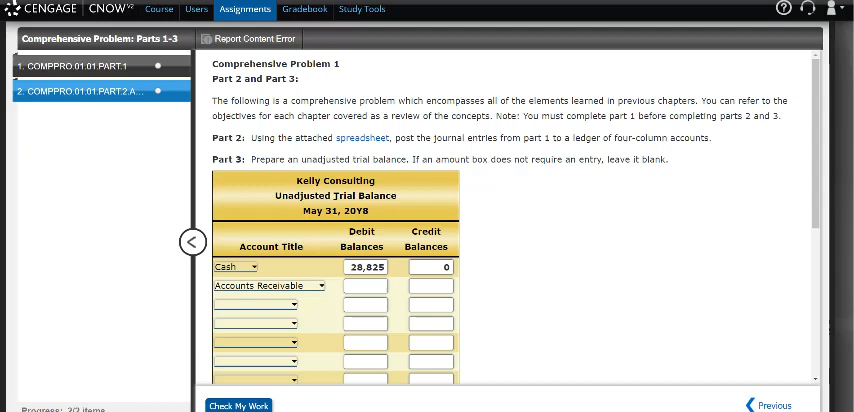 CENGAGE CNOWv2 Course Users Assignments Gradebook Study Tools
Comprehensive Problem: Parts 1-3
Report Content Error
1. COMPPRO.01.01.PART.1
2. COMPPRO.01.01.PART.2.A...
Comprehensive Problem 1
Part 2 and Part 3:
The following is a comprehensive problem which encompasses all of the elements learned in previous chapters. You can refer to the
objectives for each chapter covered as a review of the concepts. Note: You must complete part 1 before completing parts 2 and 3.
Part 2: Using the attached spreadsheet, post the journal entries from part 1 to a ledger of four-column accounts.
Part 3: Prepare an unadjusted trial balance. If an amount box does not require an entry, leave it blank.
Kelly Consulting
Unadjusted Trial Balance
May 31, 20Y8
Debit Credit
Account Title Balances Balances
Cash 28,825 0
Accounts Receivable
Check My Work
Previous
Progress: 2/2 items